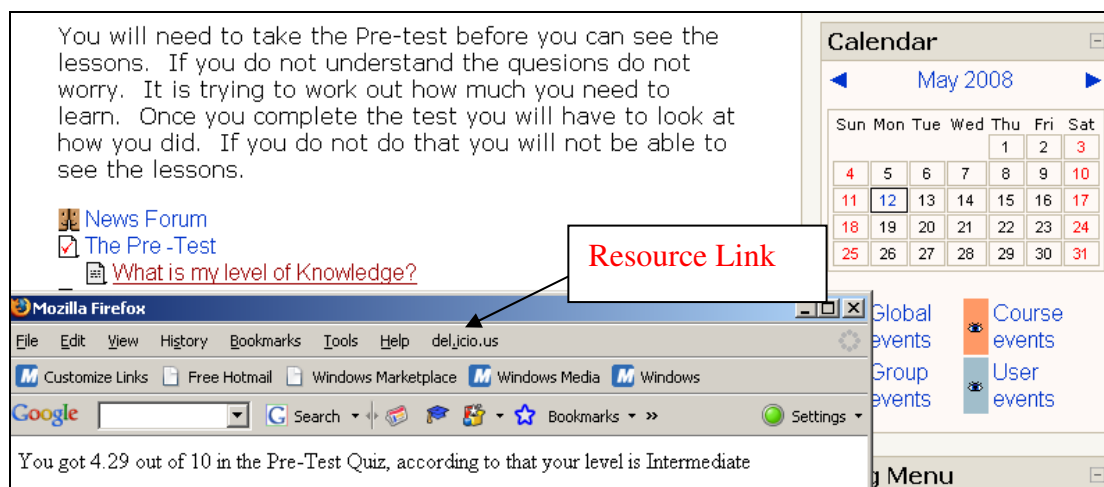 You will need to take the Pre-test before you can see the
lessons. If you do not understand the quesions do not
worry. It is trying to work out how much you need to
learn. Once you complete the test you will have to look at
how you did. If you do not do that you will not be able to
see the lessons.
News Forum
The Pre -Test
What is my level of Knowledge?
Resource Link
Mozilla Firefox
File Edit View History Bookmarks Tools Help del.icio.us
Customize Links Free Hotmail Windows Marketplace Windows Media Windows
Google Search Bookmarks » Settings
You got 4.29 out of 10 in the Pre-Test Quiz, according to that your level is Intermediate
Calendar
May 2008
Sun Mon Tue Wed Thu Fri Sat
1 2 3
4 5 6 7 8 9 10
11 12 13 14 15 16 17
18 19 20 21 22 23 24
25 26 27 28 29 30 31
Global events
Course events
Group events
User events
Menu